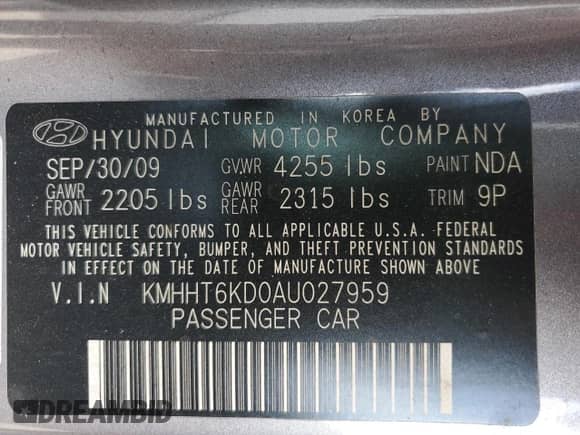 MANUFACTURED IN KOREA BY
HYUNDAI MOTOR COMPANY
SEP/30/09 GVWR 4255 lbs PAINT NDA
GAWR FRONT 2205 lbs GAWR REAR 2315 lbs TRIM 9P
THIS VEHICLE CONFORMS TO ALL APPLICABLE U.S.A. FEDERAL
MOTOR VEHICLE SAFETY, BUMPER, AND THEFT PREVENTION STANDARDS
IN EFFECT ON THE DATE OF MANUFACTURE SHOWN ABOVE
V.I.N KMHHT6KD0AU027959
PASSENGER CAR
DREAMBID